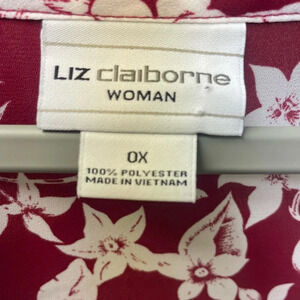 LIZ claiborne
WOMAN
0X
100% POLYESTER
MADE IN VIETNAM